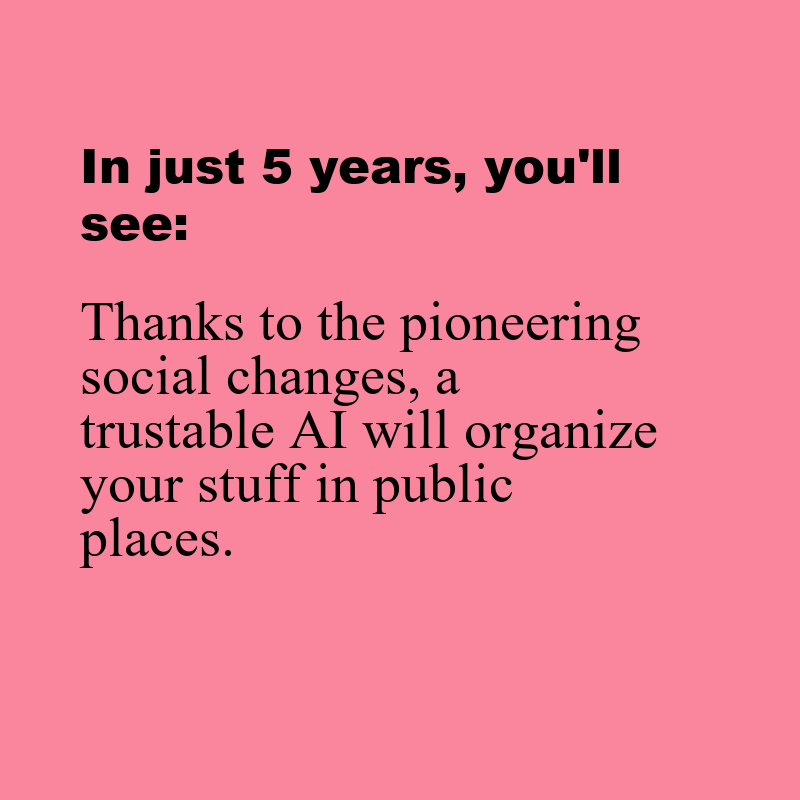 In just 5 years, you'll
see:
Thanks to the pioneering
social changes, a
trustable AI will organize
your stuff in public
places.